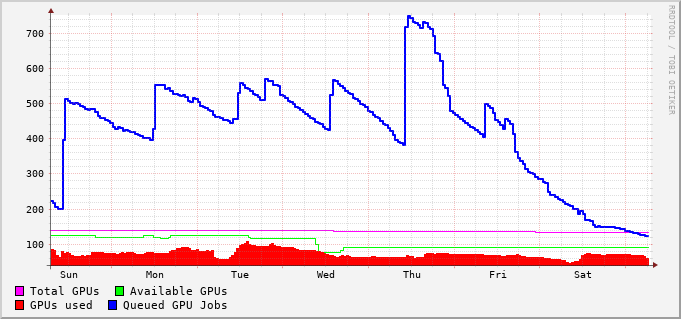 700
600
500
400
300
200
100
Sun Mon Tue Wed Thu Fri Sat
Total GPUs Available GPUs
GPUs used Queued GPU Jobs
RRDTOOL / TOBI OETIKER